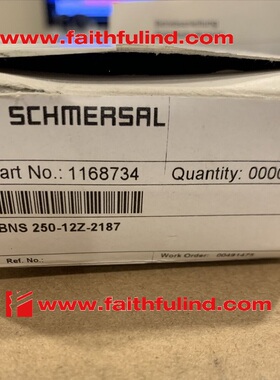 www.faithfulind.com
SCHMERSAL
art No.: 1168734 Quantity: 000
BNS 250-12Z-2187
Ref. No.: Work Order:
www.faithfulind.com